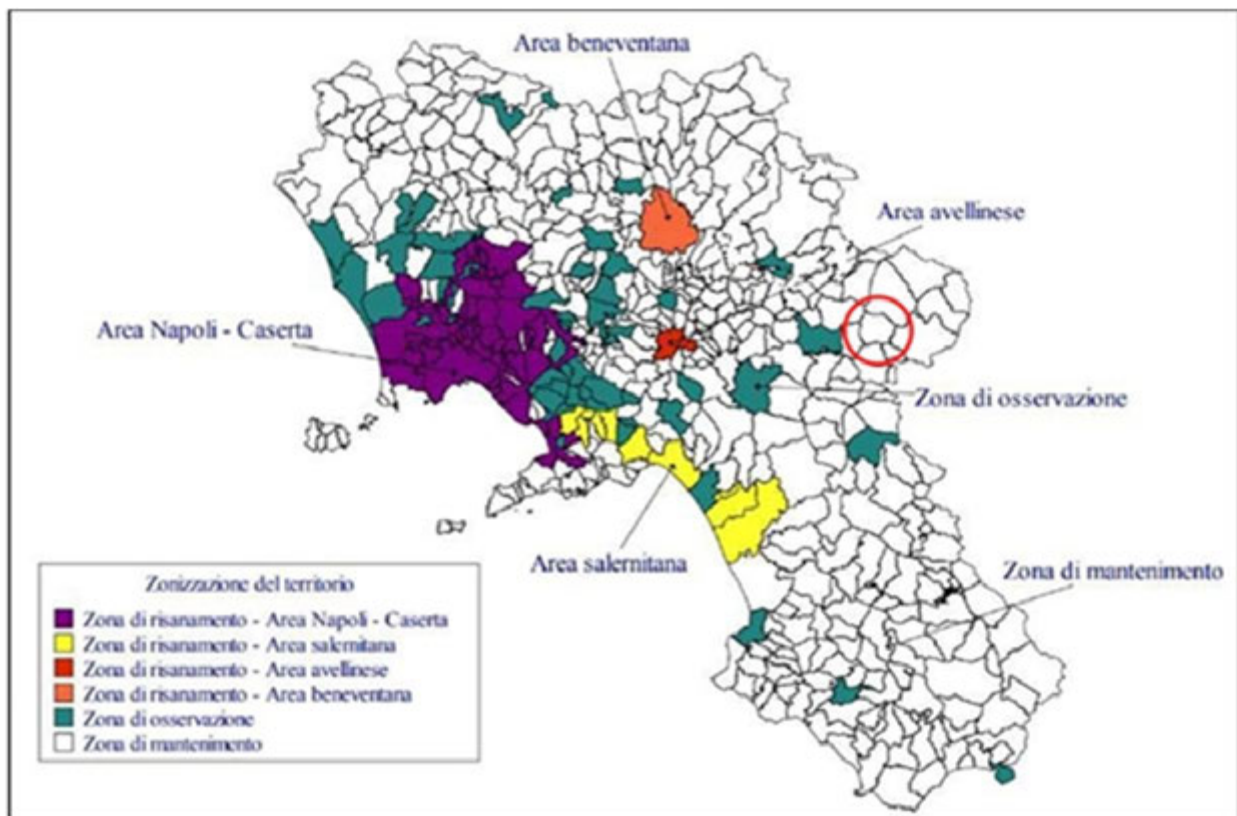 Area beneventana
Area avellinese
Area Napoli - Caserta
Zona di osservazione
Area salernitana
Zona di mantenimento
Zonizzazione del territorio
Zona di risanamento - Area Napoli - Caserta
Zona di risanamento - Area salernitana
Zona di risanamento - Area avellinese
Zona di risanamento - Area beneventana
Zona di osservazione
Zona di mantenimento